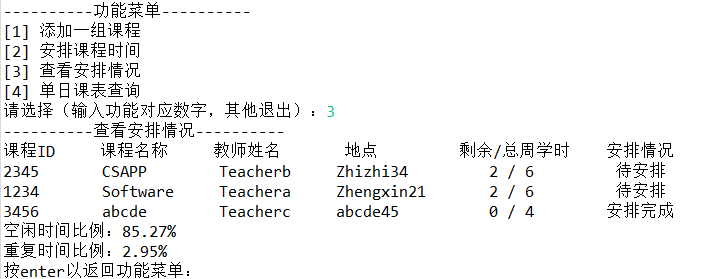 ----------功能菜单----------
[1] 添加一组课程
[2] 安排课程时间
[3] 查看安排情况
[4] 单日课表查询
请选择（输入功能对应数字，其他退出）：3
----------查看安排情况----------
课程ID 课程名称 教师姓名 地点 剩余/总周学时 安排情况
2345 CSAPP Teacherb Zhizhi34 2 / 6 待安排
1234 Software Teachera Zhengxin21 2 / 6 待安排
3456 abcde Teacherc abcde45 0 / 4 安排完成
空闲时间比例：85.27%
重复时间比例：2.95%
按enter以返回功能菜单：